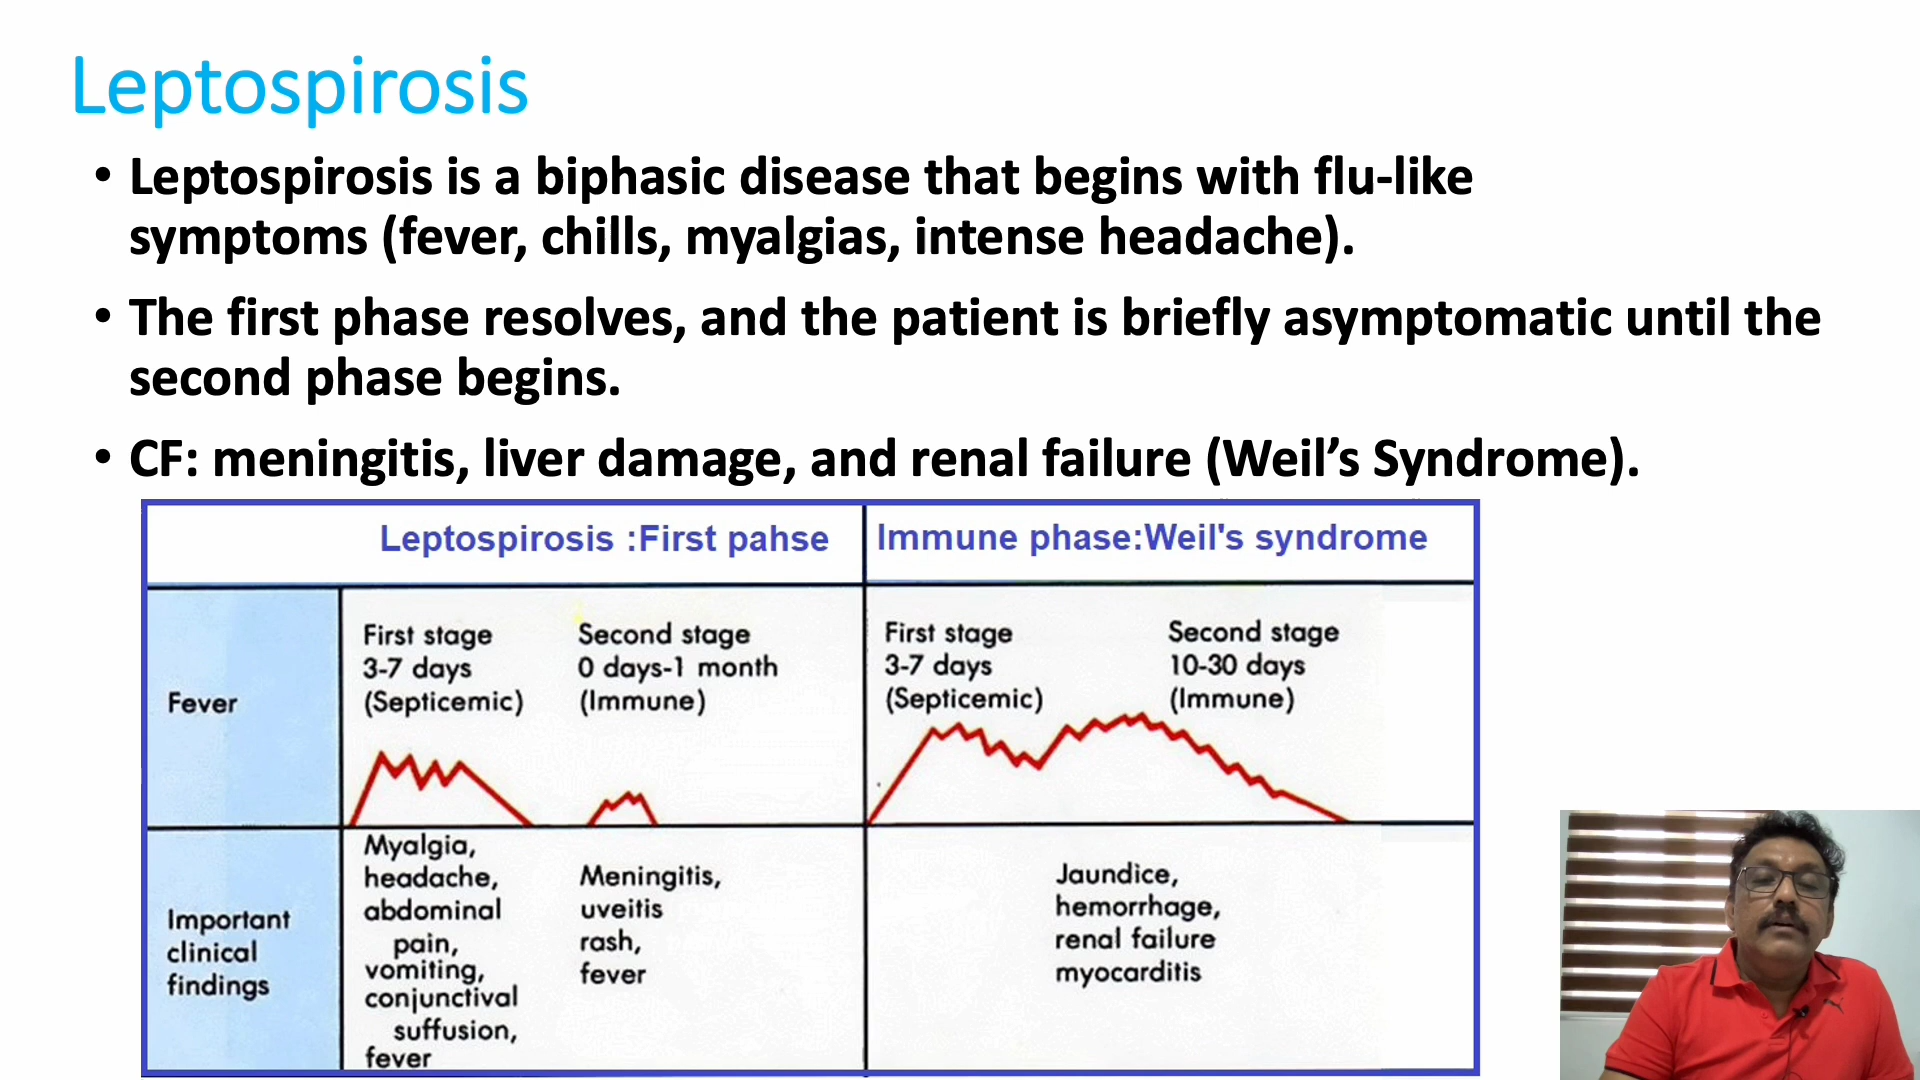 Leptospirosis
• Leptospirosis is a biphasic disease that begins with flu-like
symptoms (fever, chills, myalgias, intense headache).
• The first phase resolves, and the patient is briefly asymptomatic until the
second phase begins.
• CF: meningitis, liver damage, and renal failure (Weil’s Syndrome).
Leptospirosis :First pahse
Immune phase:Weil's syndrome
Fever
First stage
3-7 days
(Septicemic)
Second stage
0 days-1 month
(Immune)
First stage
3-7 days
(Septicemic)
Second stage
10-30 days
(Immune)
Important
clinical
findings
Myalgia,
headache,
abdominal
pain,
vomiting,
conjunctival
suffusion,
fever
Meningitis,
uveitis
rash,
fever
Jaundice,
hemorrhage,
renal failure
myocarditis